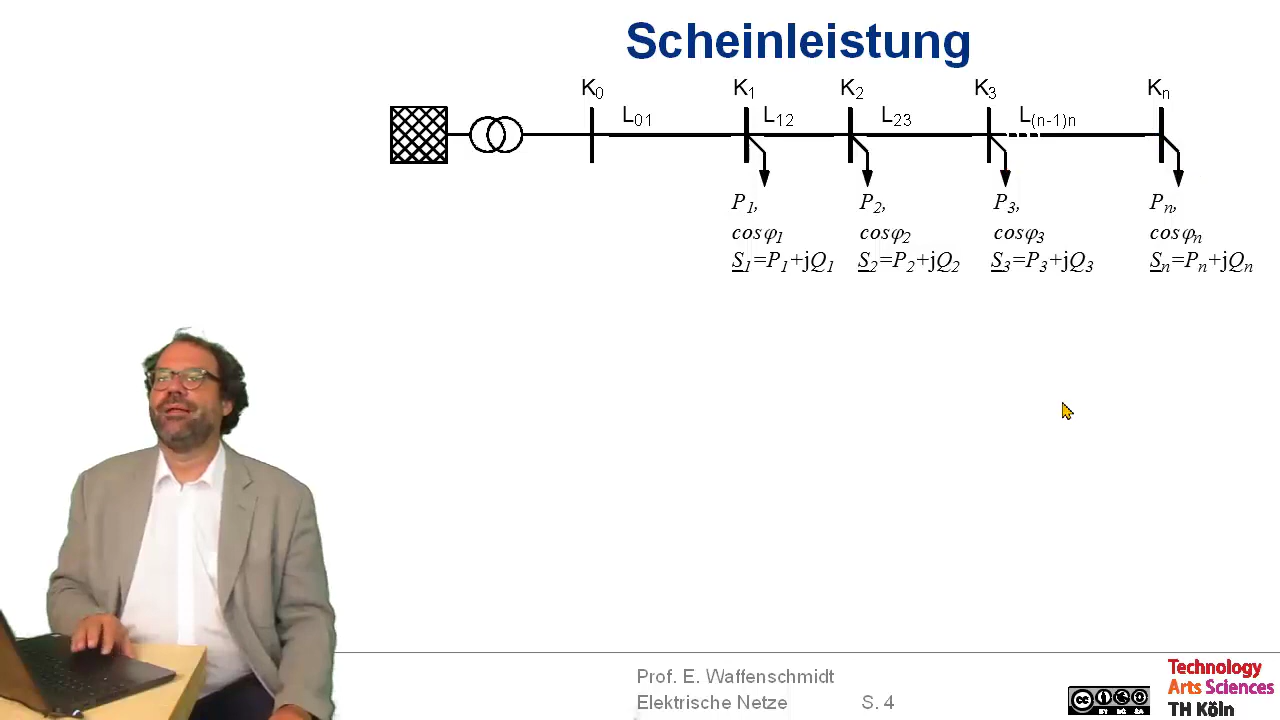 Scheinleistung
K0 K1 K2 K3 Kn
L01 L12 L23 L(n-1)n
P1, P2, P3, Pn,
cosφ1 cosφ2 cosφ3 cosφn
S1=P1+jQ1 S2=P2+jQ2 S3=P3+jQ3 Sn=Pn+jQn
Prof. E. Waffenschmidt
Elektrische Netze S. 4
Technology
Arts Sciences
TH Köln
cc